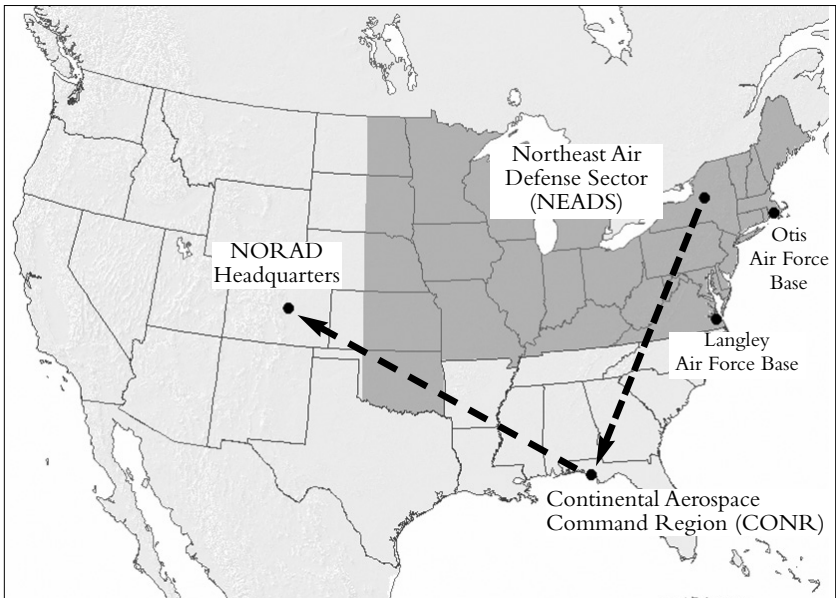 Northeast Air
Defense Sector
(NEADS)
NORAD
Headquarters
Otis
Air Force
Base
Langley
Air Force Base
Continental Aerospace
Command Region (CONR)